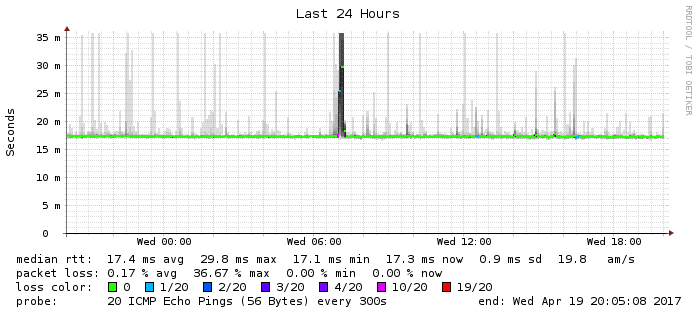 Last 24 Hours
RRDTOOL / TOBI OETIKER
Seconds
35 m
30 m
25 m
20 m
15 m
10 m
5 m
0
Wed 00:00 Wed 06:00 Wed 12:00 Wed 18:00
median rtt: 17.4 ms avg 29.8 ms max 17.1 ms min 17.3 ms now 0.9 ms sd 19.8 am/s
packet loss: 0.17 % avg 36.67 % max 0.00 % min 0.00 % now
loss color: 0 1/20 2/20 3/20 4/20 10/20 19/20
probe: 20 ICMP Echo Pings (56 Bytes) every 300s end: Wed Apr 19 20:05:08 2017